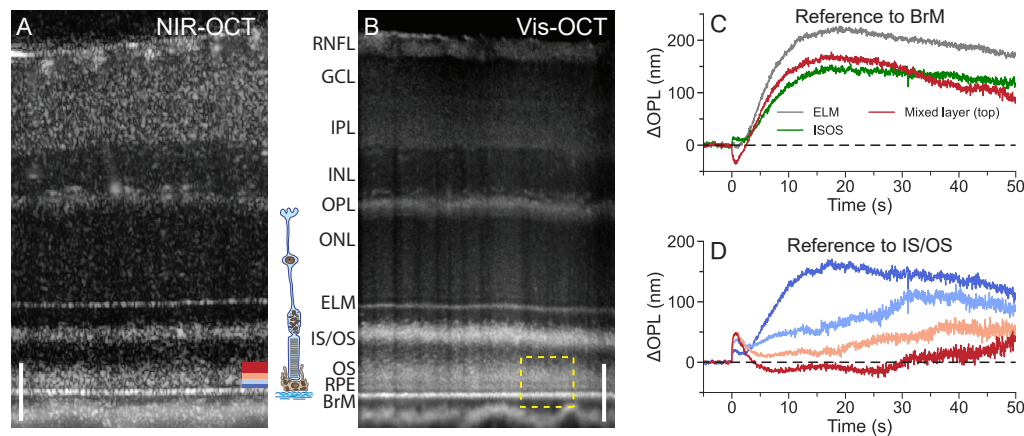 A
NIR-OCT
B
Vis-OCT
RNFL
GCL
IPL
INL
OPL
ONL
ELM
IS/OS
OS
RPE
BrM
C
Reference to BrM
ΔOPL (nm)
200
100
0
ELM
ISOS
Mixed layer (top)
0 10 20 30 40 50
Time (s)
D
Reference to IS/OS
ΔOPL (nm)
200
100
0
0 10 20 30 40 50
Time (s)